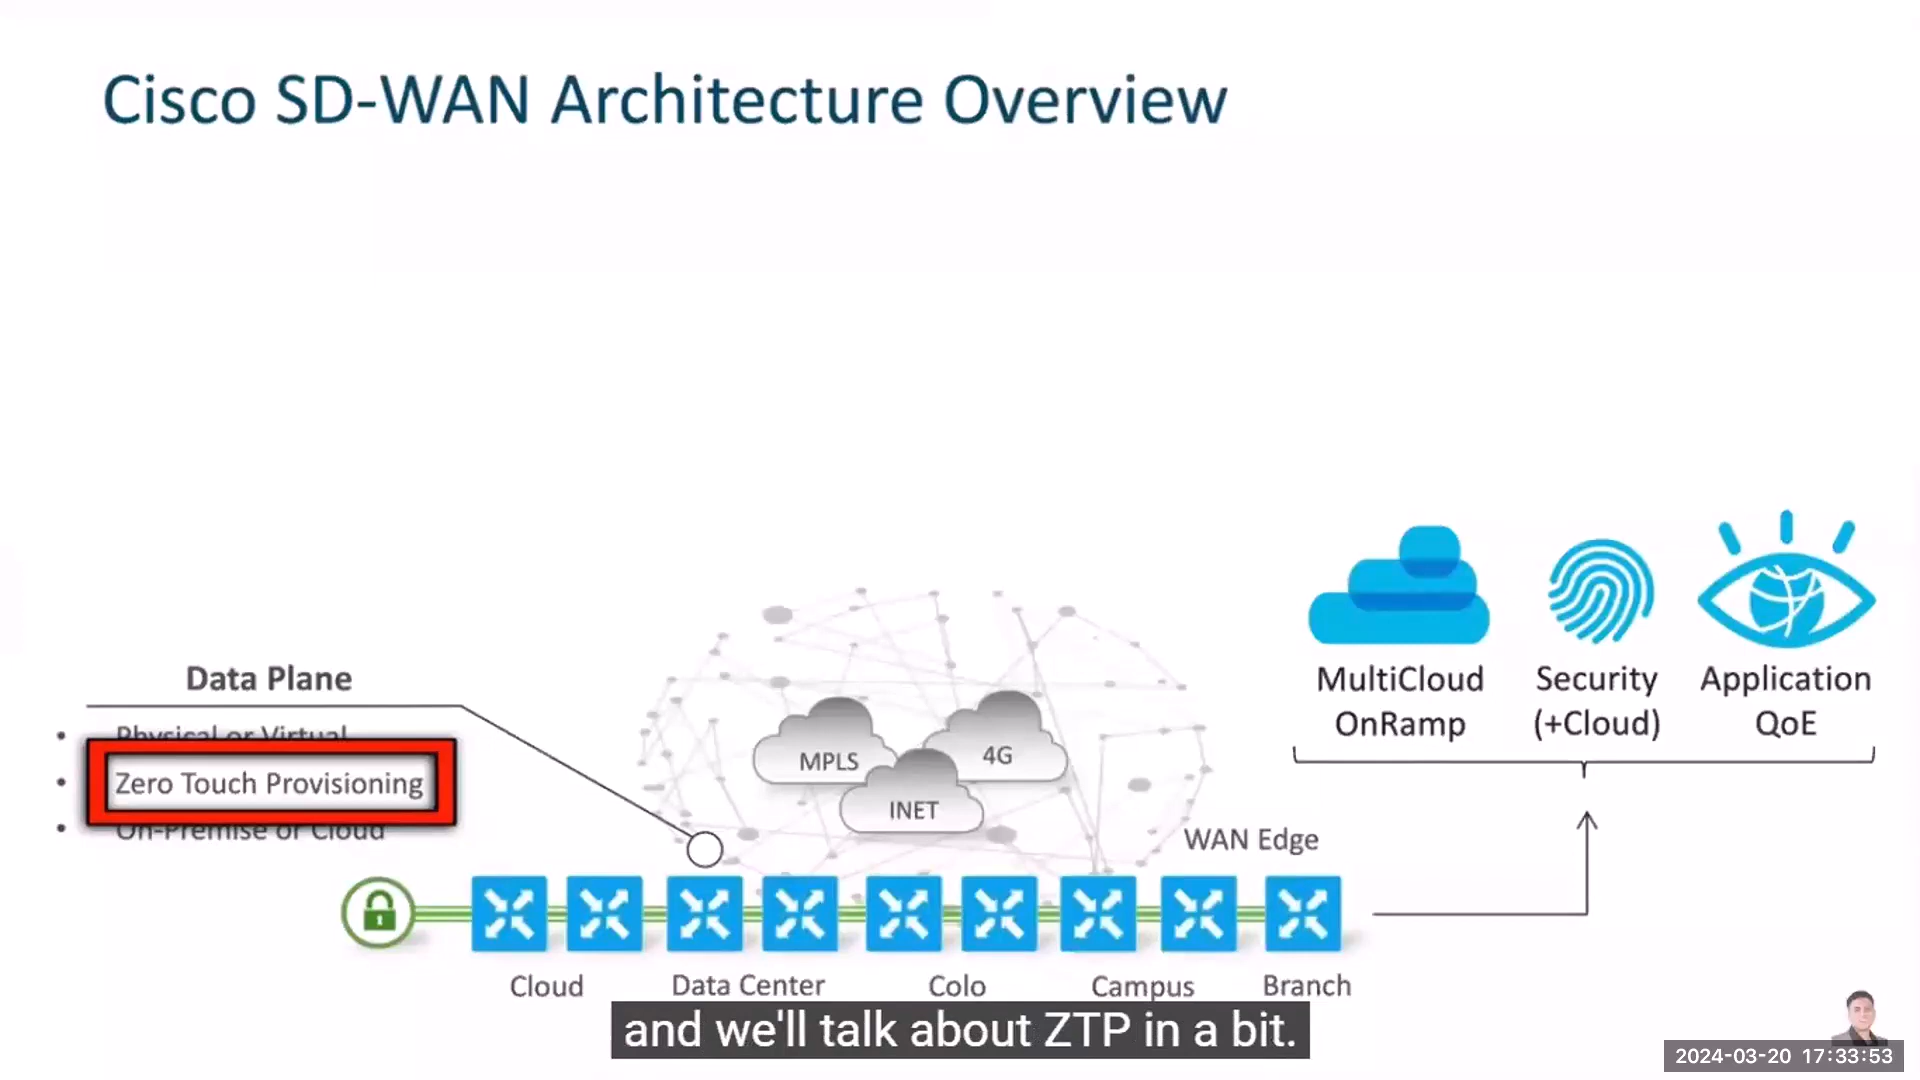 Cisco SD-WAN Architecture Overview
Data Plane
• Physical or Virtual
• Zero Touch Provisioning
• On-Premise or Cloud
MPLS
4G
INET
WAN Edge
MultiCloud
OnRamp
Security
(+Cloud)
Application
QoE
Cloud
Data Center
Colo
Campus
Branch
and we'll talk about ZTP in a bit.
2024-03-20 17:33:53